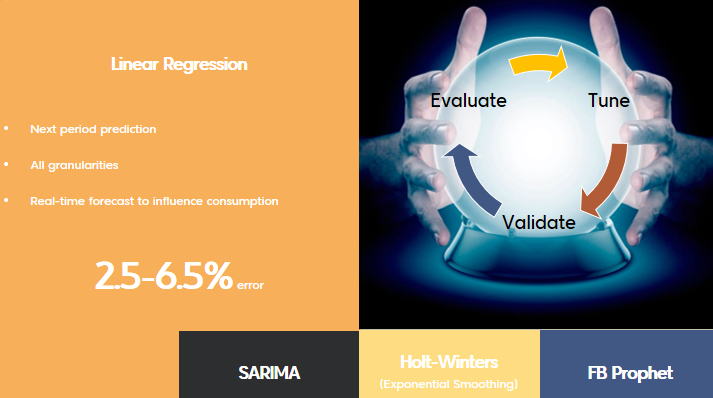 Linear Regression
• Next period prediction
• All granularities
• Real-time forecast to influence consumption
2.5-6.5% error
Evaluate
Tune
Validate
SARIMA
Holt-Winters
(Exponential Smoothing)
FB Prophet